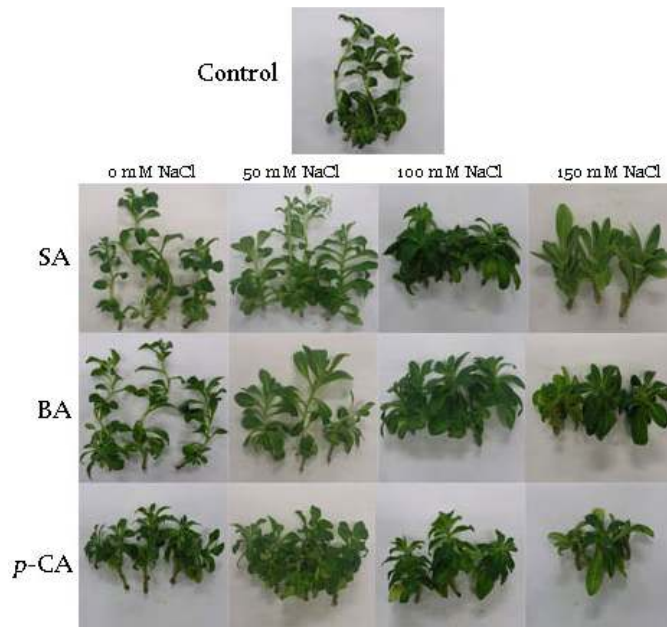 Control
0 mM NaCl 50 mM NaCl 100 mM NaCl 150 mM NaCl
SA
BA
p-CA